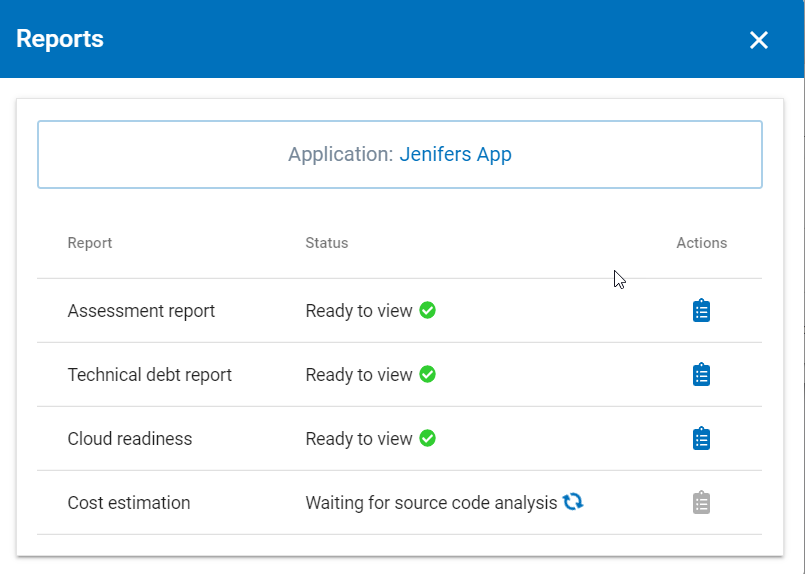 Reports
Application: Jenifers App
Report Status Actions
Assessment report Ready to view
Technical debt report Ready to view
Cloud readiness Ready to view
Cost estimation Waiting for source code analysis